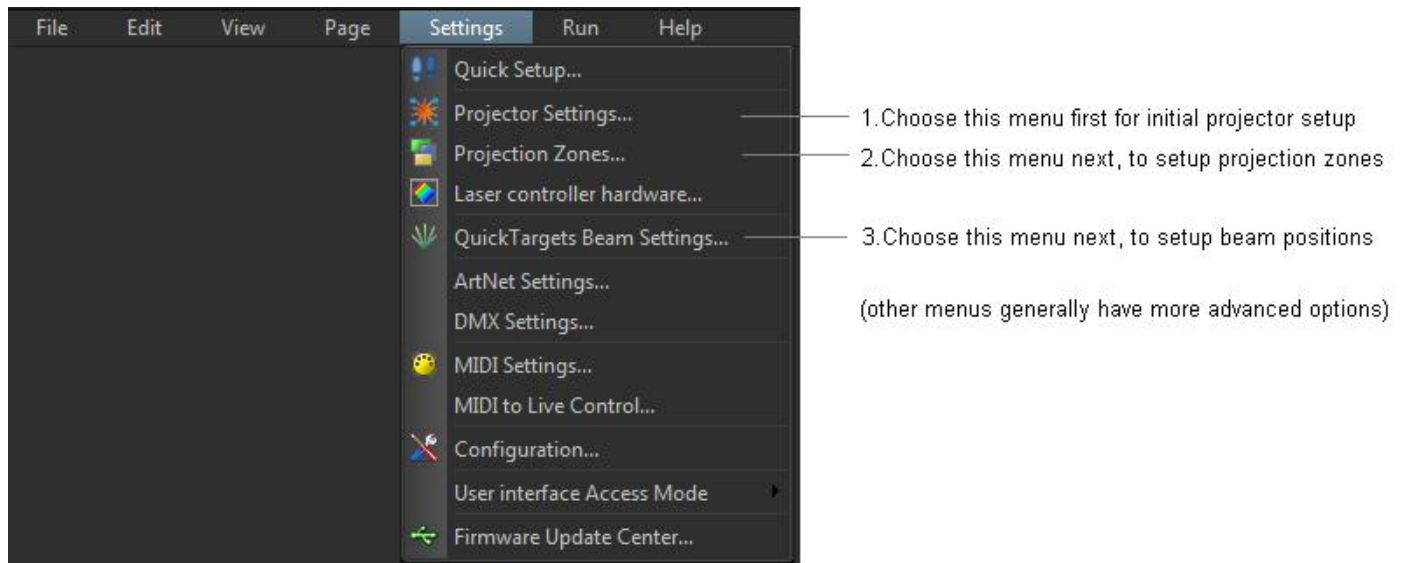 File Edit View Page Settings Run Help
Quick Setup...
Projector Settings...
1.Choose this menu first for initial projector setup
Projection Zones...
2.Choose this menu next, to setup projection zones
Laser controller hardware...
QuickTargets Beam Settings...
3.Choose this menu next, to setup beam positions
ArtNet Settings...
(other menus generally have more advanced options)
DMX Settings...
MIDI Settings...
MIDI to Live Control...
Configuration...
User interface Access Mode
Firmware Update Center...